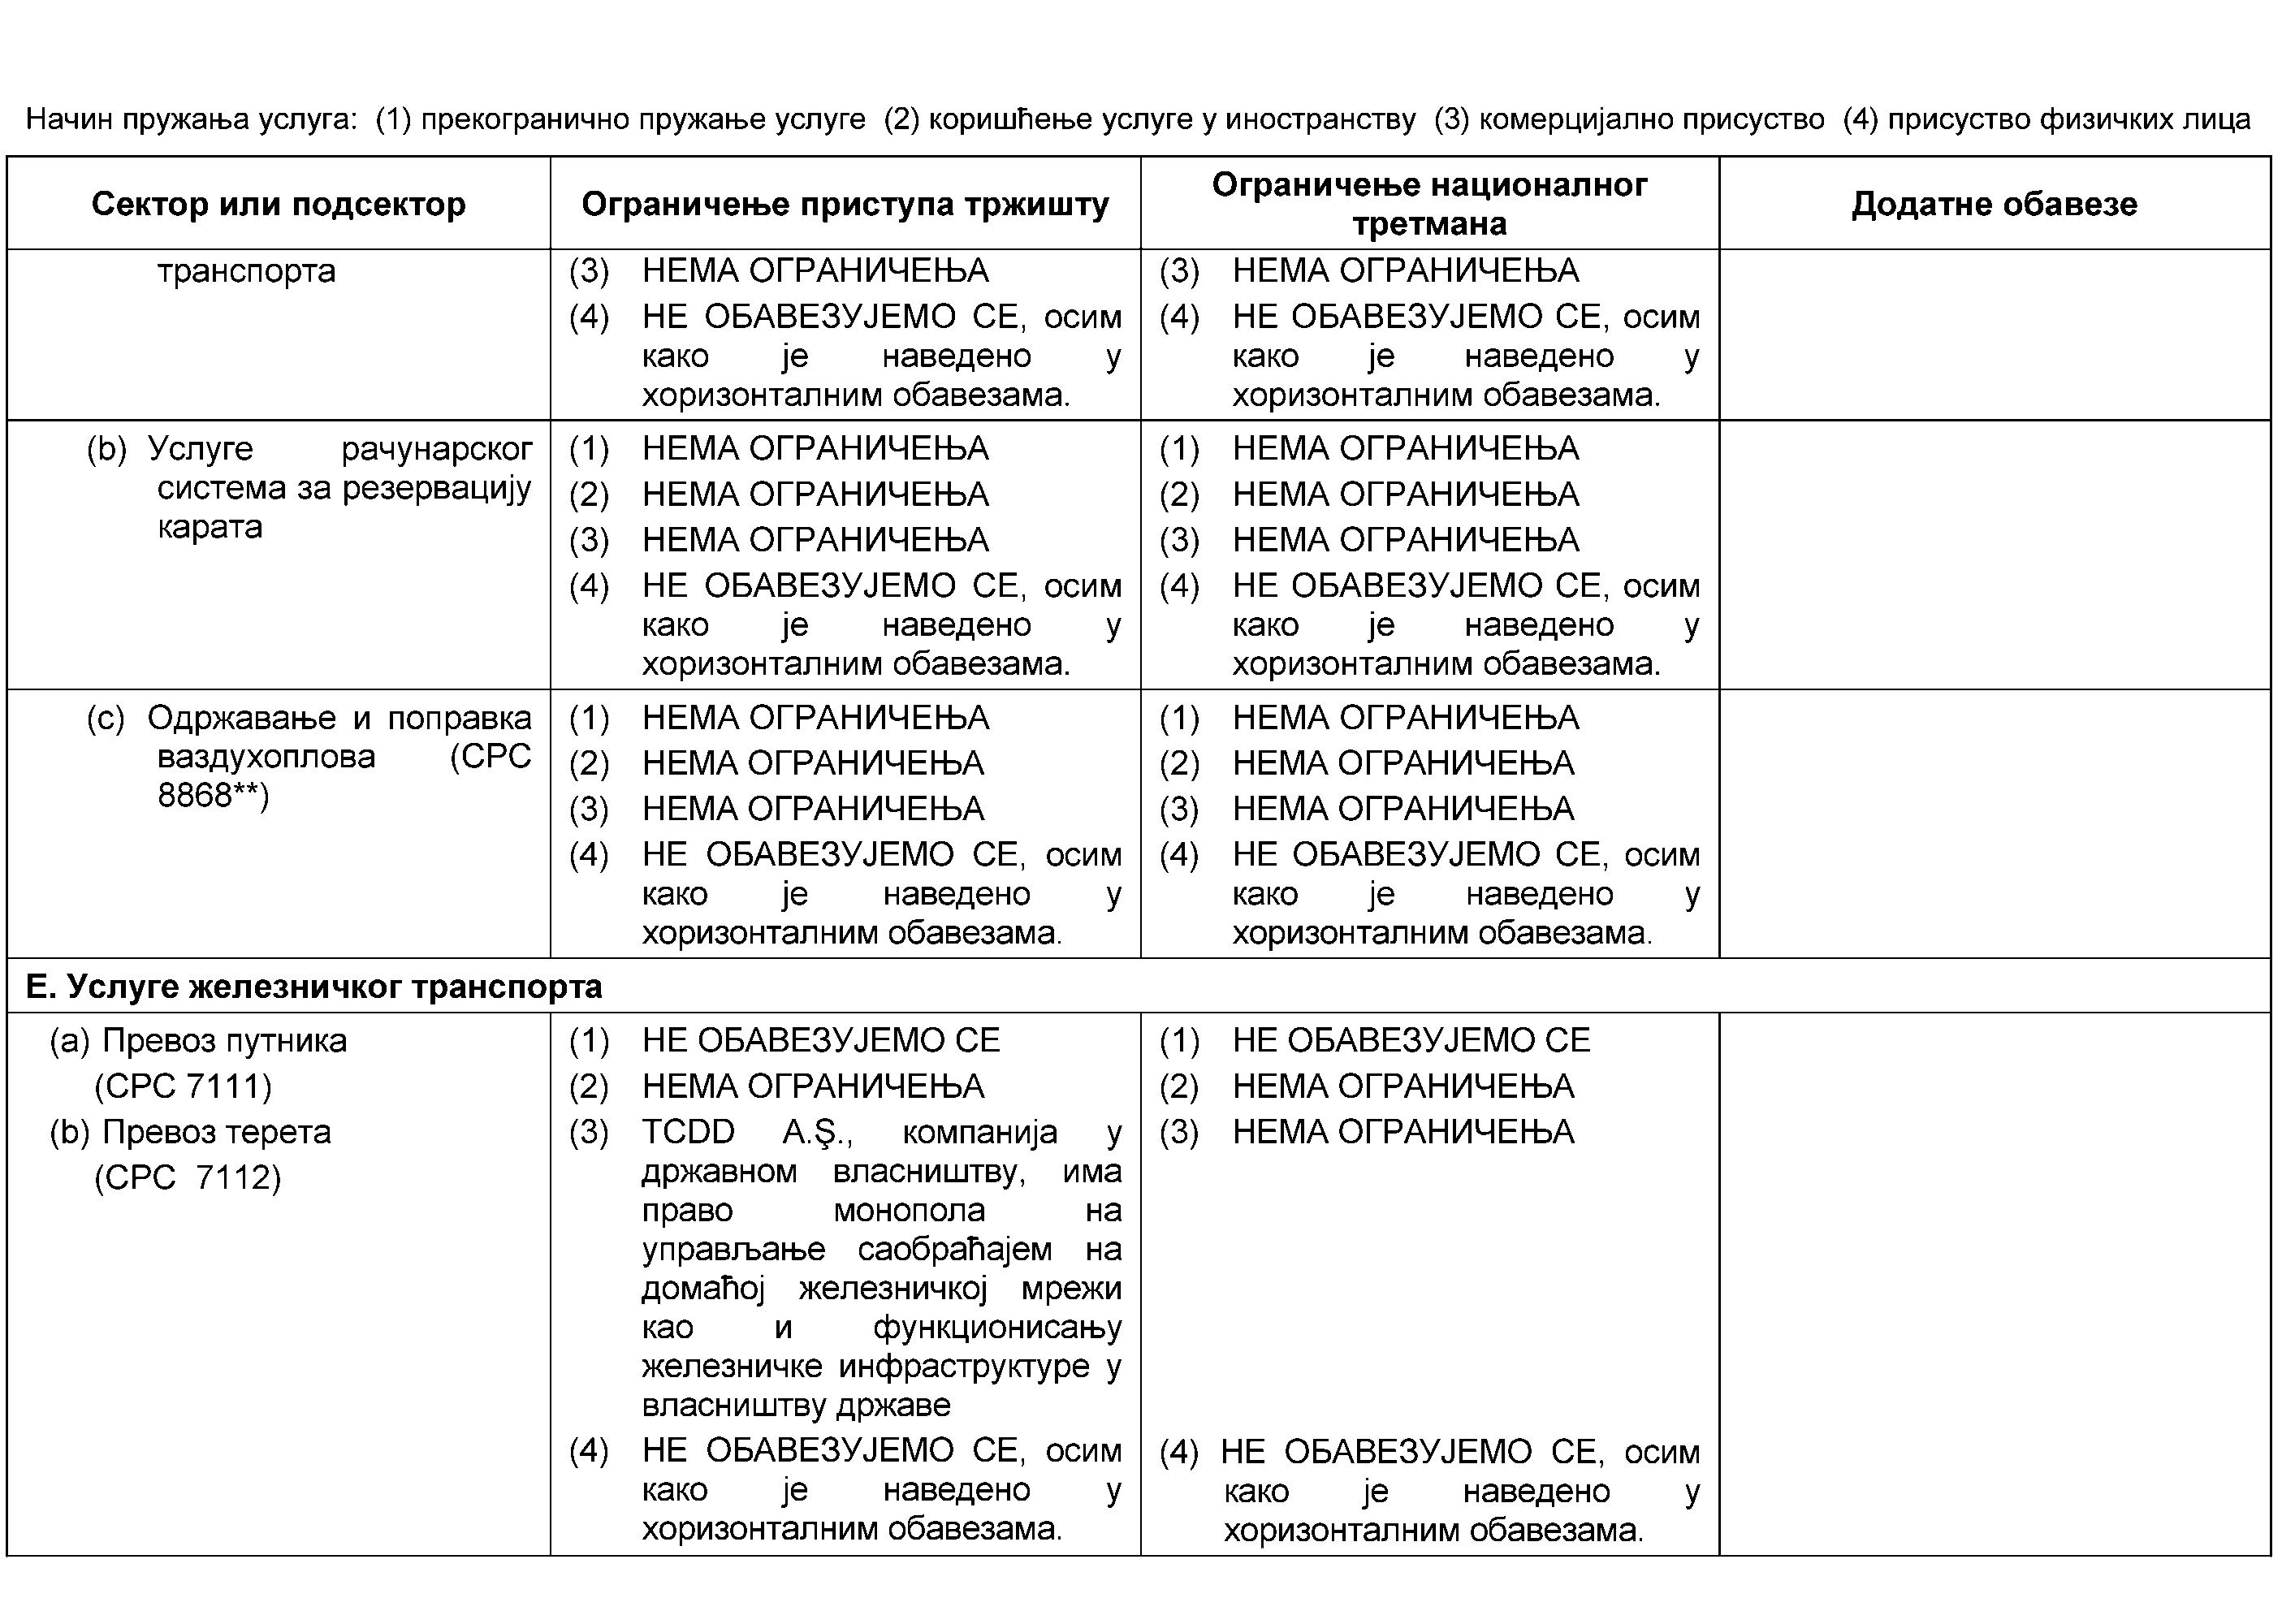 Начин пружања услуга: (1) прекогранично пружање услуге (2) коришћење услуге у иностранству (3) комерцијално присуство (4) присуство физичких лица
Сектор или подсектор
Ограничење приступа тржишту
Ограничење националног
третмана
Додатне обавезе
транспорта
(3) НЕМА ОГРАНИЧЕЊА
(4) НЕ ОБАВЕЗУЈЕМО СЕ, осим
како је наведено у
хоризонталним обавезама.
(3) НЕМА ОГРАНИЧЕЊА
(4) НЕ ОБАВЕЗУЈЕМО СЕ, осим
како је наведено у
хоризонталним обавезама.
(b) Услуге рачунарског
система за резервацију
карата
(1) НЕМА ОГРАНИЧЕЊА
(2) НЕМА ОГРАНИЧЕЊА
(3) НЕМА ОГРАНИЧЕЊА
(4) НЕ ОБАВЕЗУЈЕМО СЕ, осим
како је наведено у
хоризонталним обавезама.
(1) НЕМА ОГРАНИЧЕЊА
(2) НЕМА ОГРАНИЧЕЊА
(3) НЕМА ОГРАНИЧЕЊА
(4) НЕ ОБАВЕЗУЈЕМО СЕ, осим
како је наведено у
хоризонталним обавезама.
(c) Одржавање и поправка
ваздухоплова (CPC
8868**)
(1) НЕМА ОГРАНИЧЕЊА
(2) НЕМА ОГРАНИЧЕЊА
(3) НЕМА ОГРАНИЧЕЊА
(4) НЕ ОБАВЕЗУЈЕМО СЕ, осим
како је наведено у
хоризонталним обавезама.
(1) НЕМА ОГРАНИЧЕЊА
(2) НЕМА ОГРАНИЧЕЊА
(3) НЕМА ОГРАНИЧЕЊА
(4) НЕ ОБАВЕЗУЈЕМО СЕ, осим
како је наведено у
хоризонталним обавезама.
E. Услуге железничког транспорта
(a) Превоз путника
(CPC 7111)
(b) Превоз терета
(CPC 7112)
(1) НЕ ОБАВЕЗУЈЕМО СЕ
(2) НЕМА ОГРАНИЧЕЊА
(3) TCDD A.Ş., компанија у
државном власништву, има
право монопола на
управљање саобраћајем на
домаћој железничкој мрежи
као и функционисању
железничке инфраструктуре у
власништву државе
(4) НЕ ОБАВЕЗУЈЕМО СЕ, осим
како је наведено у
хоризонталним обавезама.
(1) НЕ ОБАВЕЗУЈЕМО СЕ
(2) НЕМА ОГРАНИЧЕЊА
(3) НЕМА ОГРАНИЧЕЊА
(4) НЕ ОБАВЕЗУЈЕМО СЕ, осим
како је наведено у
хоризонталним обавезама.